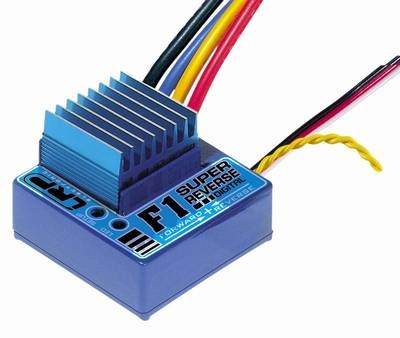 LRP
F1 SUPER
REVERSE
DIGITAL
FORWARD + REVERSE